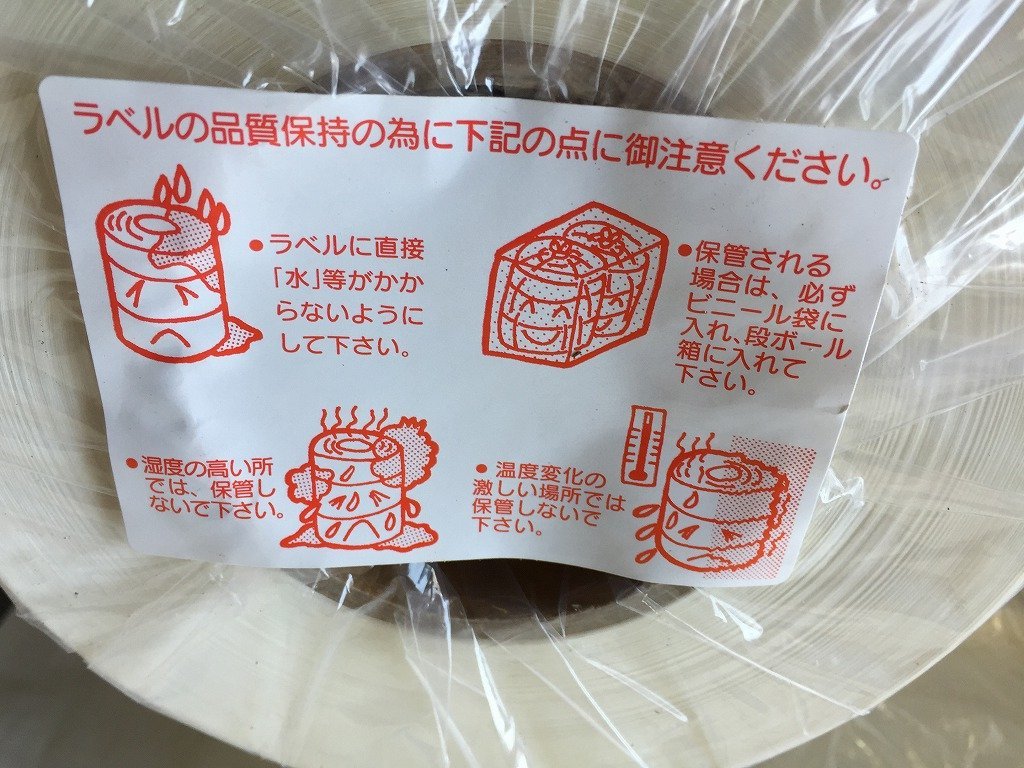 ラベルの品質保持の為に下記の点に御注意ください。
●ラベルに直接
「水」等がかか
らないように
して下さい。
●保管される
場合は、必ず
ビニール袋に
入れ、段ボール
箱に入れて
下さい。
●湿度の高い所
では、保管し
ないで下さい。
●温度変化の
激しい場所では
保管しないで
下さい。